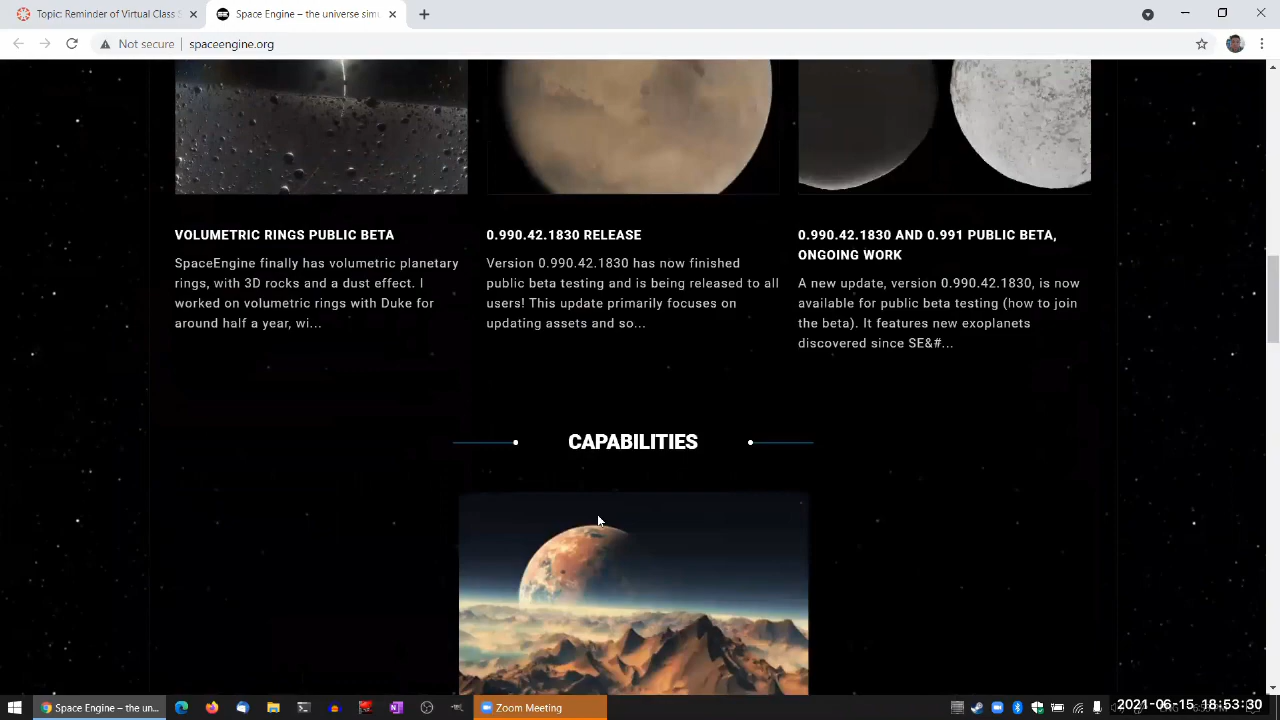 Topic: Reminder of Virtual Class S
Space Engine – the universe sim
Not secure
spaceengine.org
VOLUMETRIC RINGS PUBLIC BETA
SpaceEngine finally has volumetric planetary
rings, with 3D rocks and a dust effect. I
worked on volumetric rings with Duke for
around half a year, wi...
0.990.42.1830 RELEASE
Version 0.990.42.1830 has now finished
public beta testing and is being released to all
users! This update primarily focuses on
updating assets and so...
0.990.42.1830 AND 0.991 PUBLIC BETA,
ONGOING WORK
A new update, version 0.990.42.1830, is now
available for public beta testing (how to join
the beta). It features new exoplanets
discovered since SE&#...
CAPABILITIES
Space Engine – the un...
Zoom Meeting
2021-06-15 18:53:30